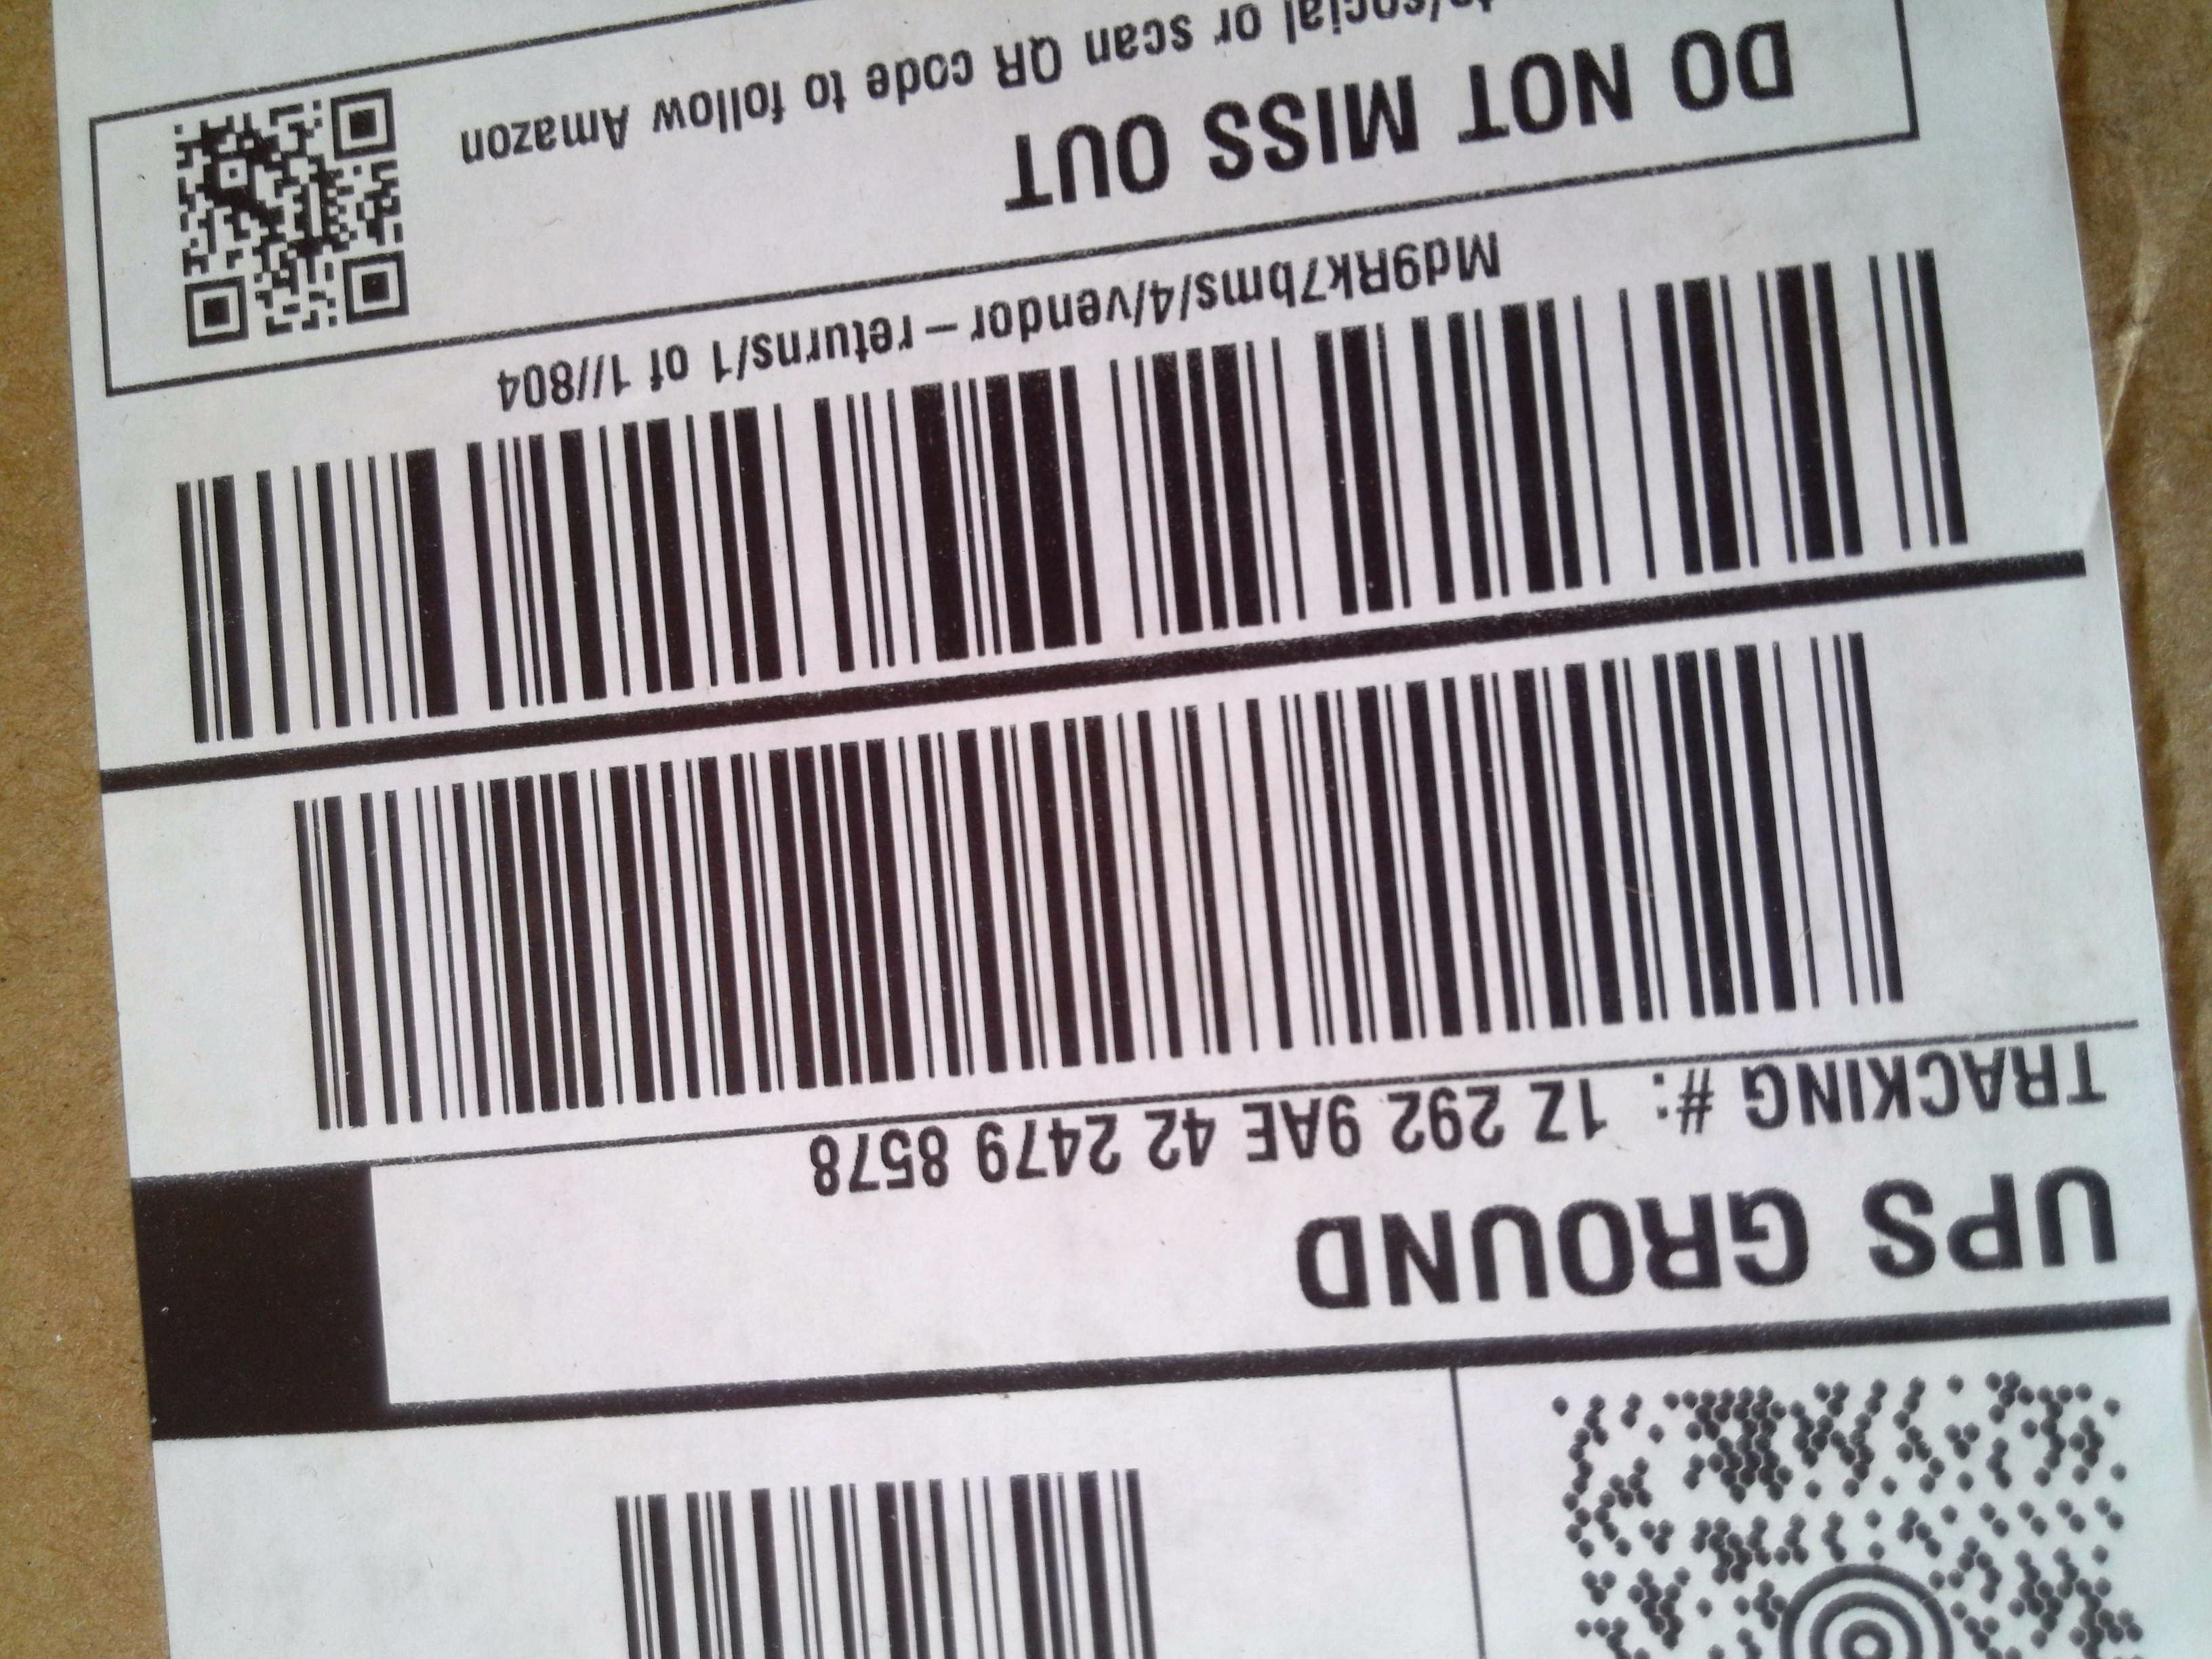 UPS GROUND
TRACKING #: 1Z 292 9AE 42 2479 8578
Md9Rk7bms/4/vendor – returns/1 of 1//804
DO NOT MISS OUT
/social or scan QR code to follow Amazon